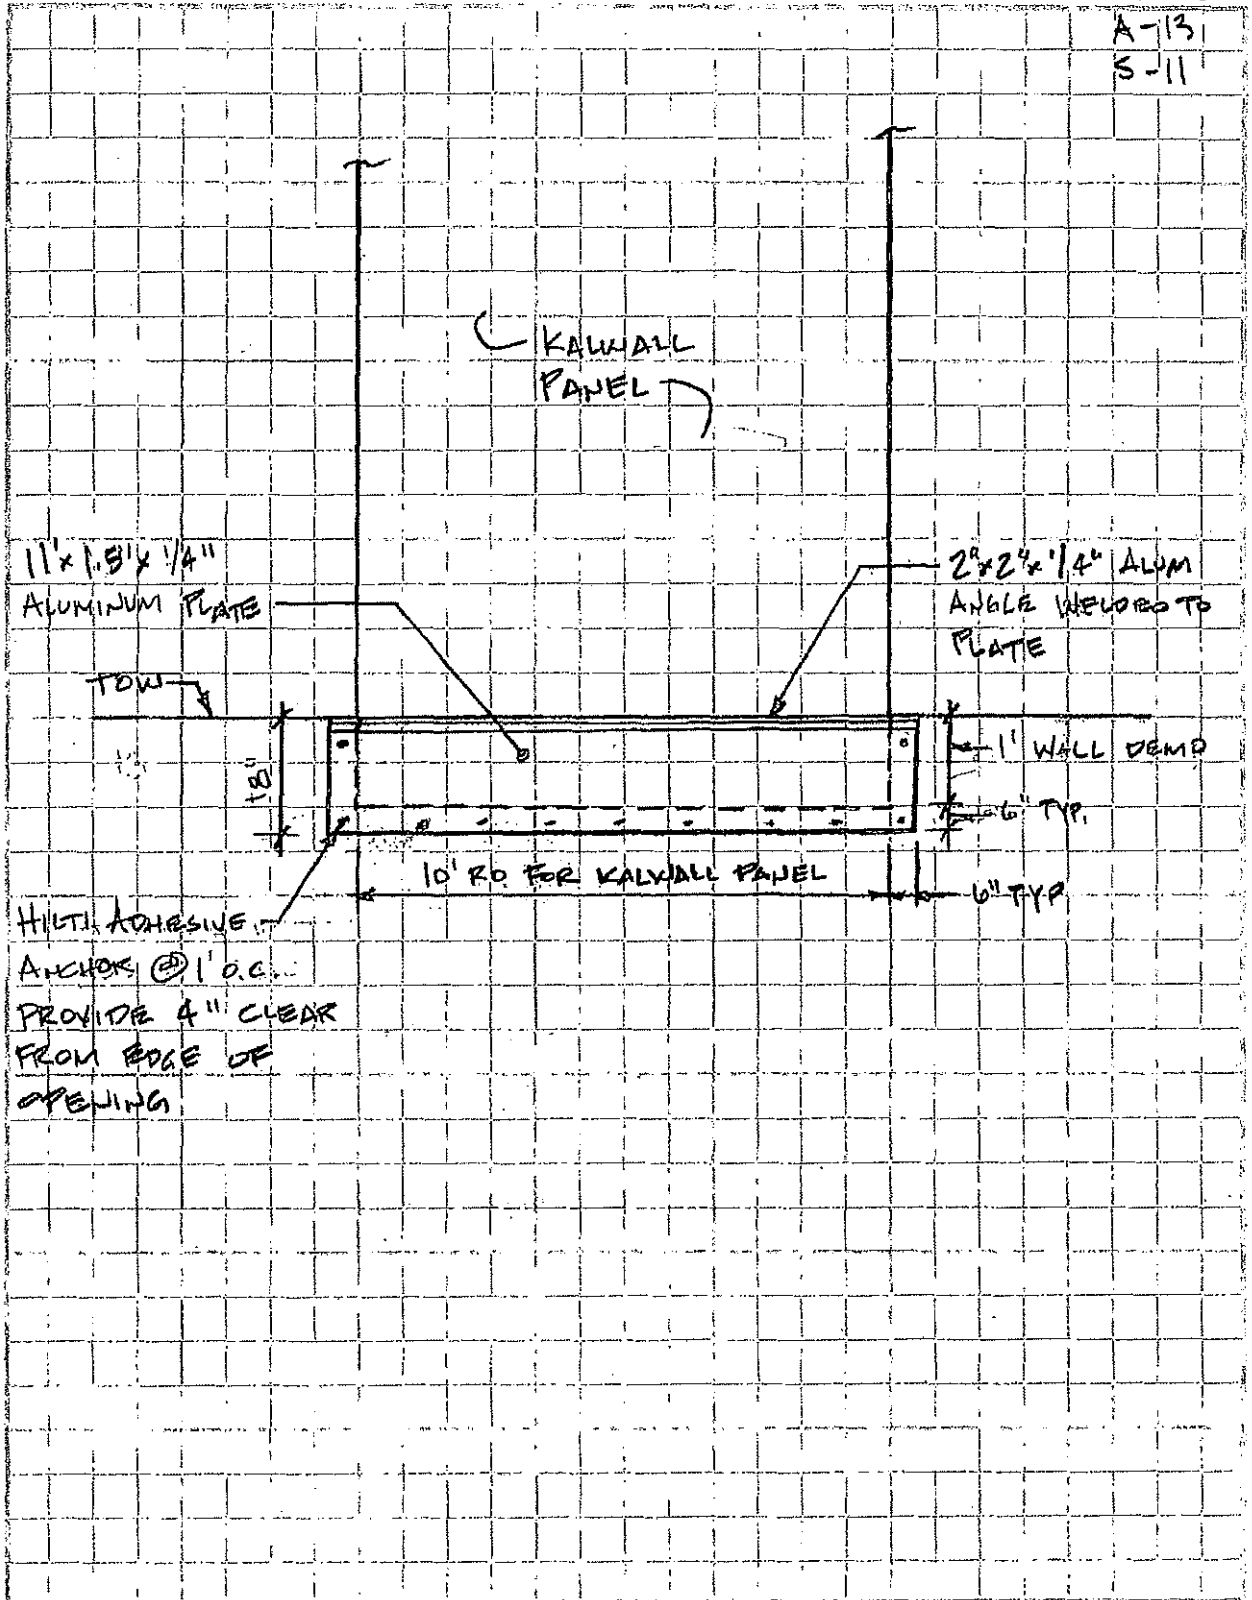 A-13
S-11
KALWALL
PANEL
11'x 1.5'x 1/4"
ALUMINUM PLATE
2"x2"x 1/4" ALUM
ANGLE WELDED TO
PLATE
TOW
18"
1' WALL DEMO
6" TYP.
10' RO FOR KALWALL PANEL
6" TYP
HILTI ADHESIVE
ANCHOR @ 1' O.C.
PROVIDE 4" CLEAR
FROM EDGE OF
OPENING